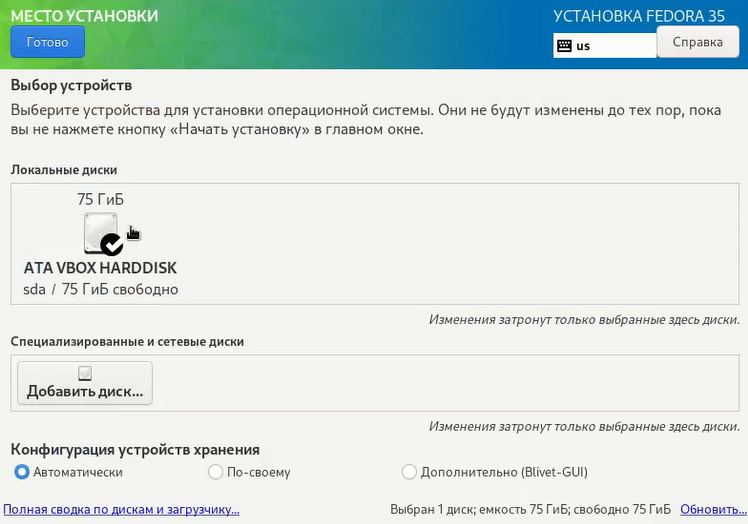 МЕСТО УСТАНОВКИ
УСТАНОВКА FEDORA 35
Готово
us
Справка
Выбор устройств
Выберите устройства для установки операционной системы. Они не будут изменены до тех пор, пока
вы не нажмете кнопку «Начать установку» в главном окне.
Локальные диски
75 ГиБ
ATA VBOX HARDDISK
sda / 75 ГиБ свободно
Изменения затронут только выбранные здесь диски.
Специализированные и сетевые диски
Добавить диск...
Изменения затронут только выбранные здесь диски.
Конфигурация устройств хранения
Автоматически
По-своему
Дополнительно (Blivet-GUI)
Полная сводка по дискам и загрузчику...
Выбран 1 диск; емкость 75 ГиБ; свободно 75 ГиБ
Обновить...